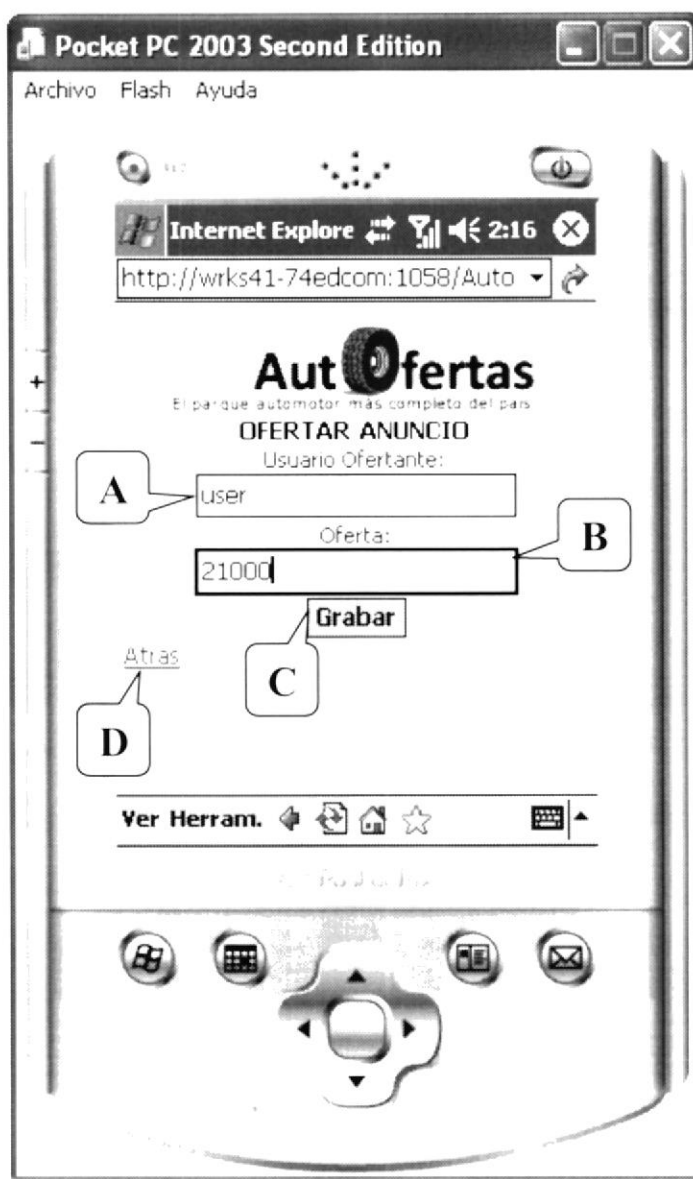 Pocket PC 2003 Second Edition
Archivo Flash Ayuda
Internet Explore 2:16
http://wrks41-74edcom:1058/Auto
AutOfertas
El parque automotor más completo del pais
OFERTAR ANUNCIO
Usuario Ofertante:
A
user
Oferta:
B
21000
Grabar
C
Atras
D
Ver Herram.
+
-